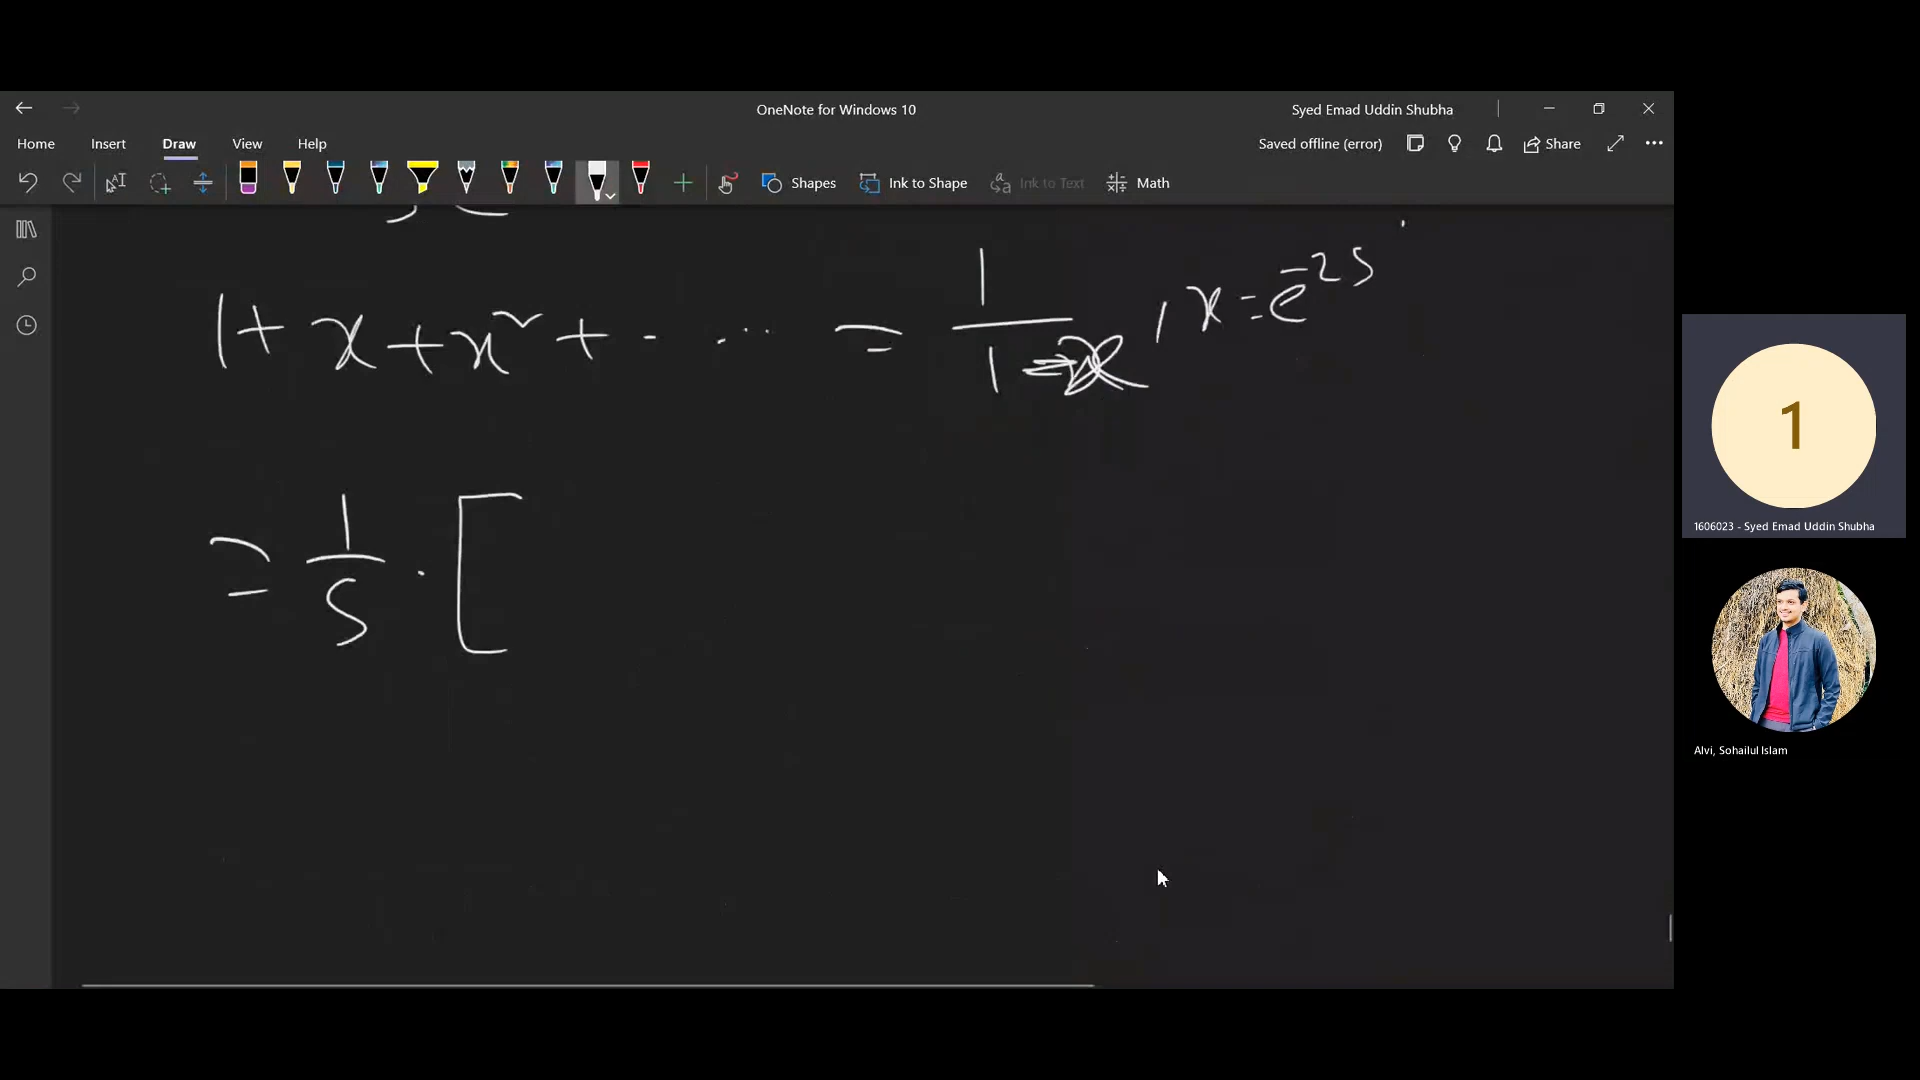 OneNote for Windows 10
Syed Emad Uddin Shubha
Home Insert Draw View Help
Saved offline (error) Share
Shapes Ink to Shape Ink to Text Math
1 + x + x² + - ... = 1/(1-x) , x = e^-2s
= 1/s · [
1
1606023 - Syed Emad Uddin Shubha
Alvi, Sohailul Islam